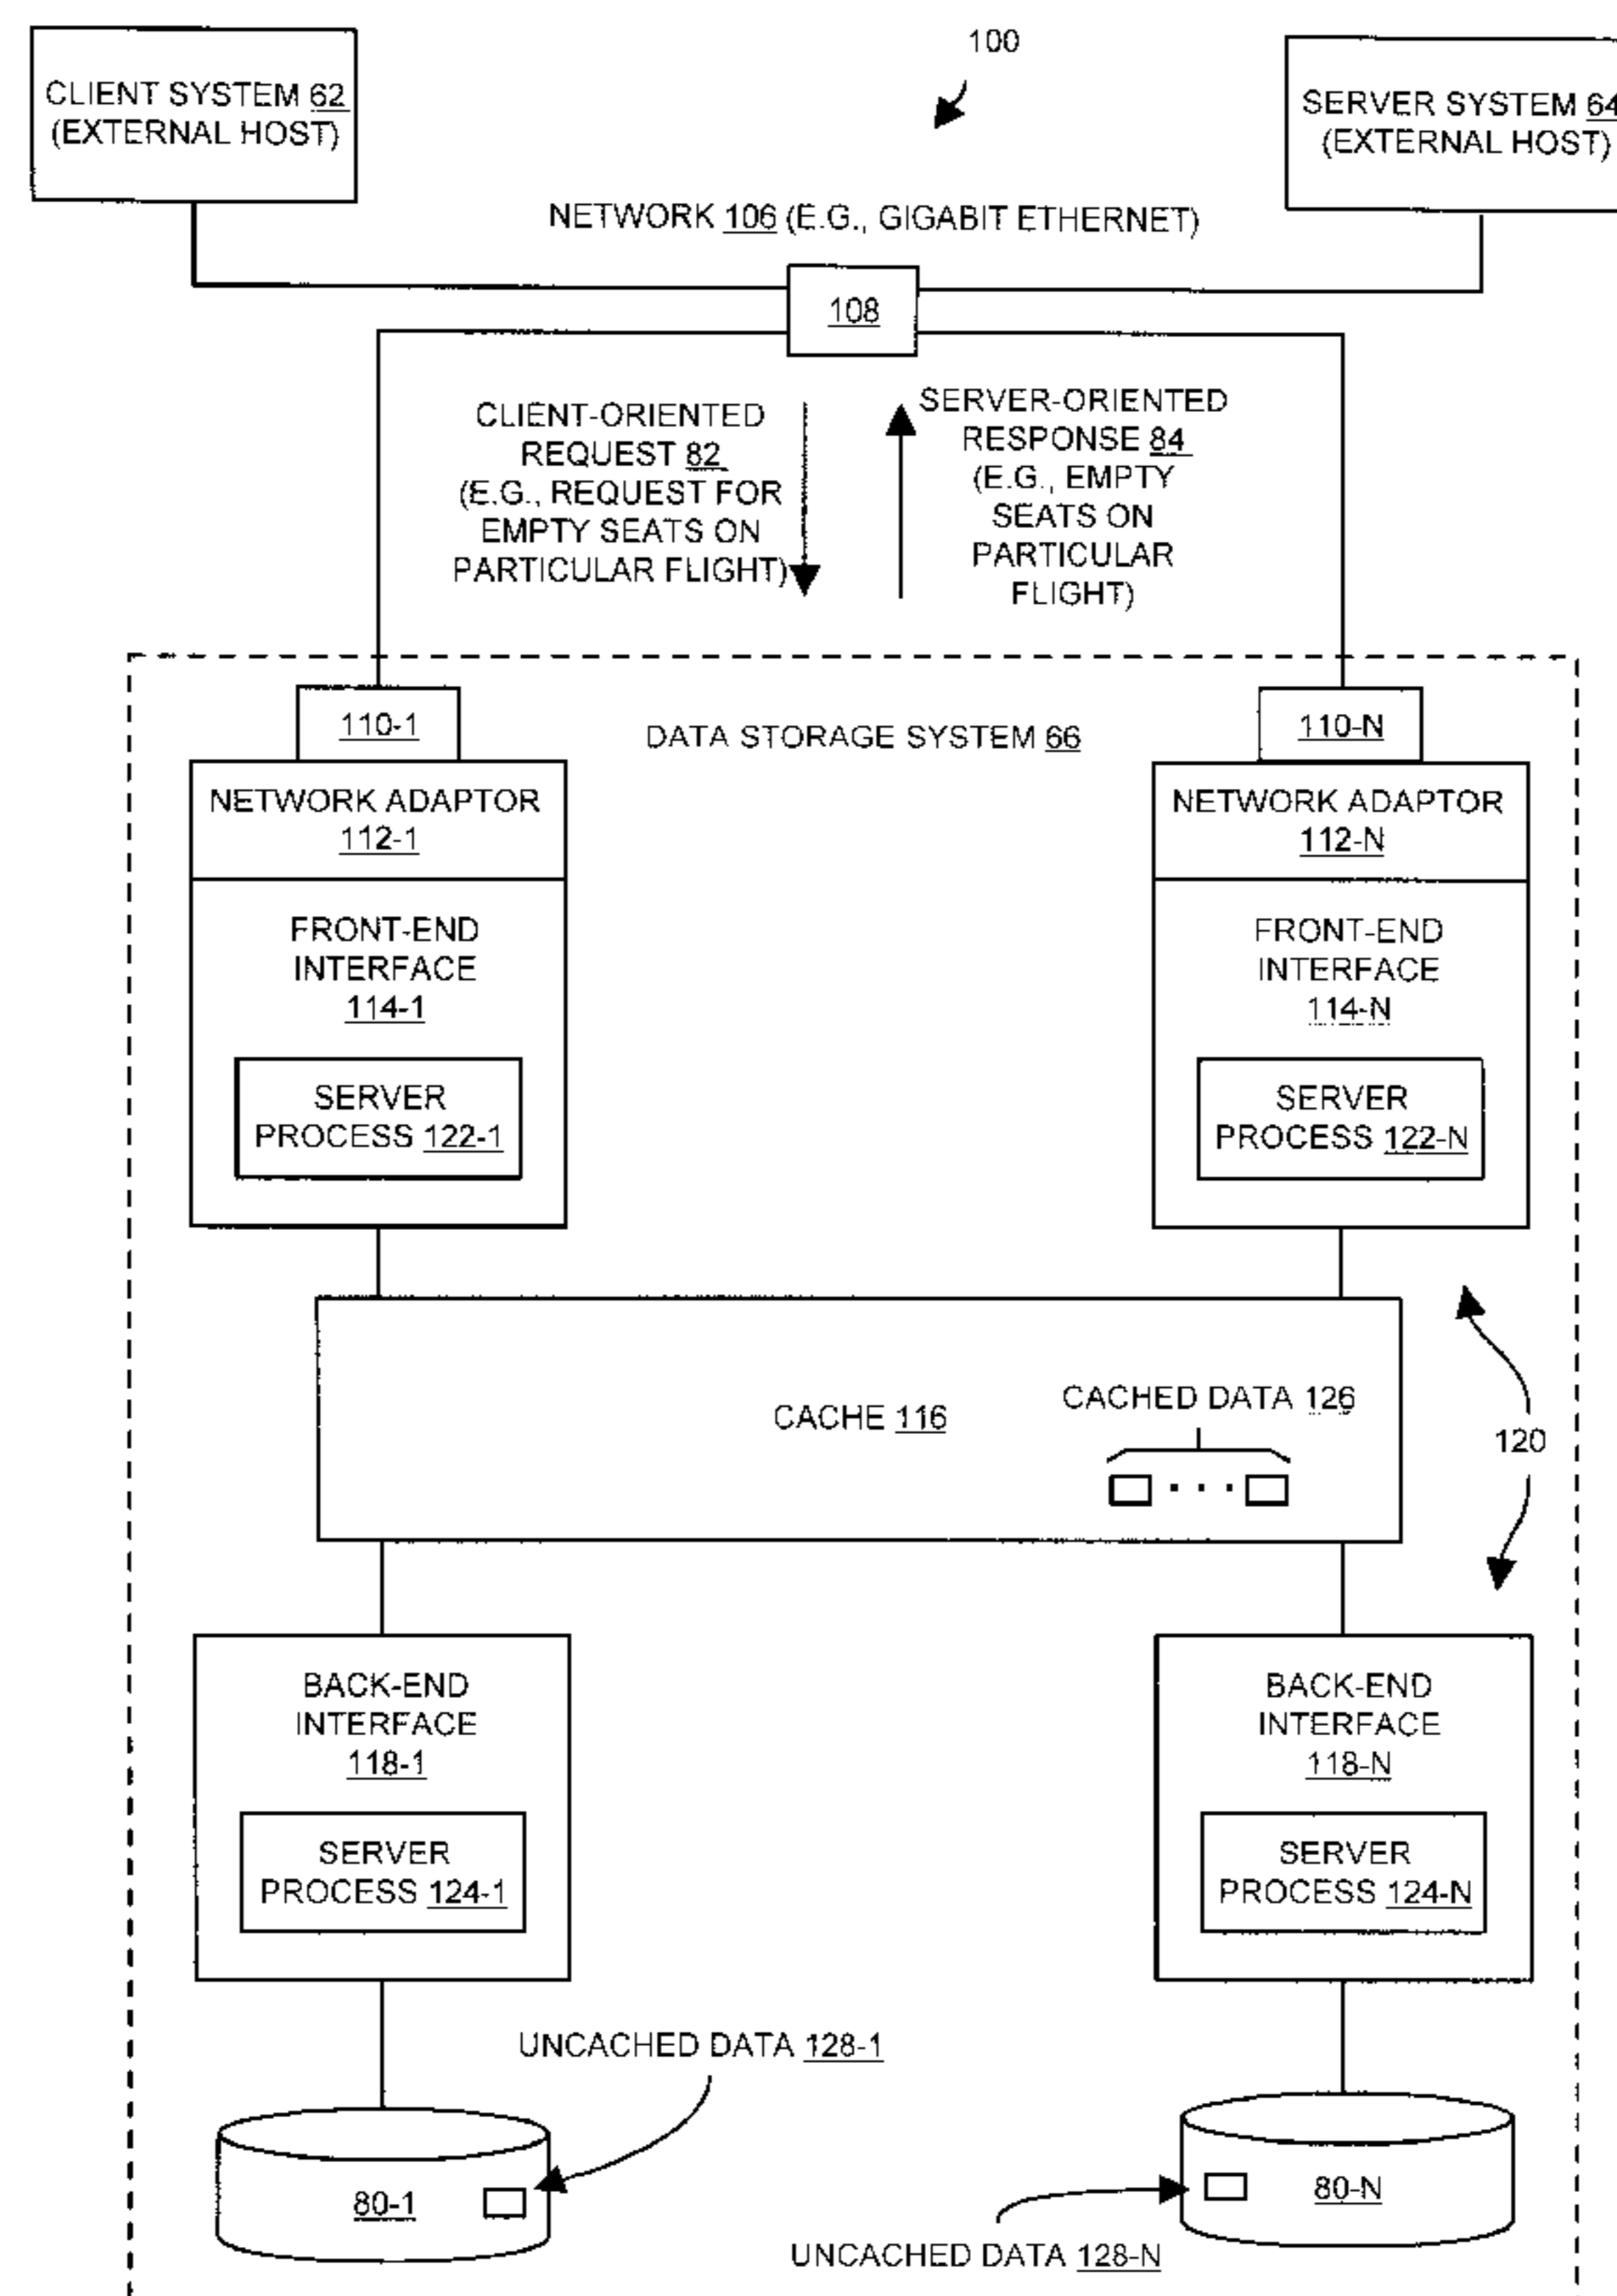 100
CLIENT SYSTEM 62
(EXTERNAL HOST)
SERVER SYSTEM 64
(EXTERNAL HOST)
NETWORK 106 (E.G., GIGABIT ETHERNET)
108
CLIENT-ORIENTED
REQUEST 82
(E.G., REQUEST FOR
EMPTY SEATS ON
PARTICULAR FLIGHT)
SERVER-ORIENTED
RESPONSE 84
(E.G., EMPTY
SEATS ON
PARTICULAR
FLIGHT)
110-1
DATA STORAGE SYSTEM 66
110-N
NETWORK ADAPTOR
112-1
NETWORK ADAPTOR
112-N
FRONT-END
INTERFACE
114-1
FRONT-END
INTERFACE
114-N
SERVER
PROCESS 122-1
SERVER
PROCESS 122-N
CACHE 116
CACHED DATA 126
120
BACK-END
INTERFACE
118-1
BACK-END
INTERFACE
118-N
SERVER
PROCESS 124-1
SERVER
PROCESS 124-N
UNCACHED DATA 128-1
80-1
80-N
UNCACHED DATA 128-N